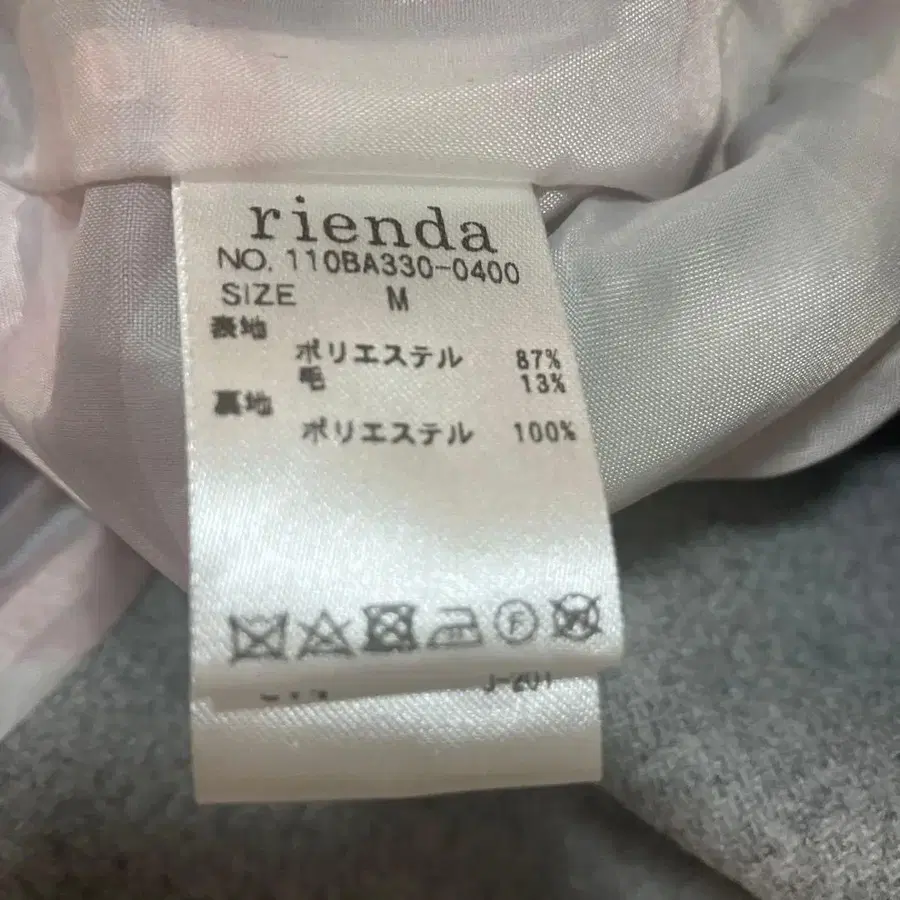 rienda
NO. 110BA330-0400
SIZE M
表地
ポリエステル 87%
毛 13%
裏地
ポリエステル 100%
F W
J-201